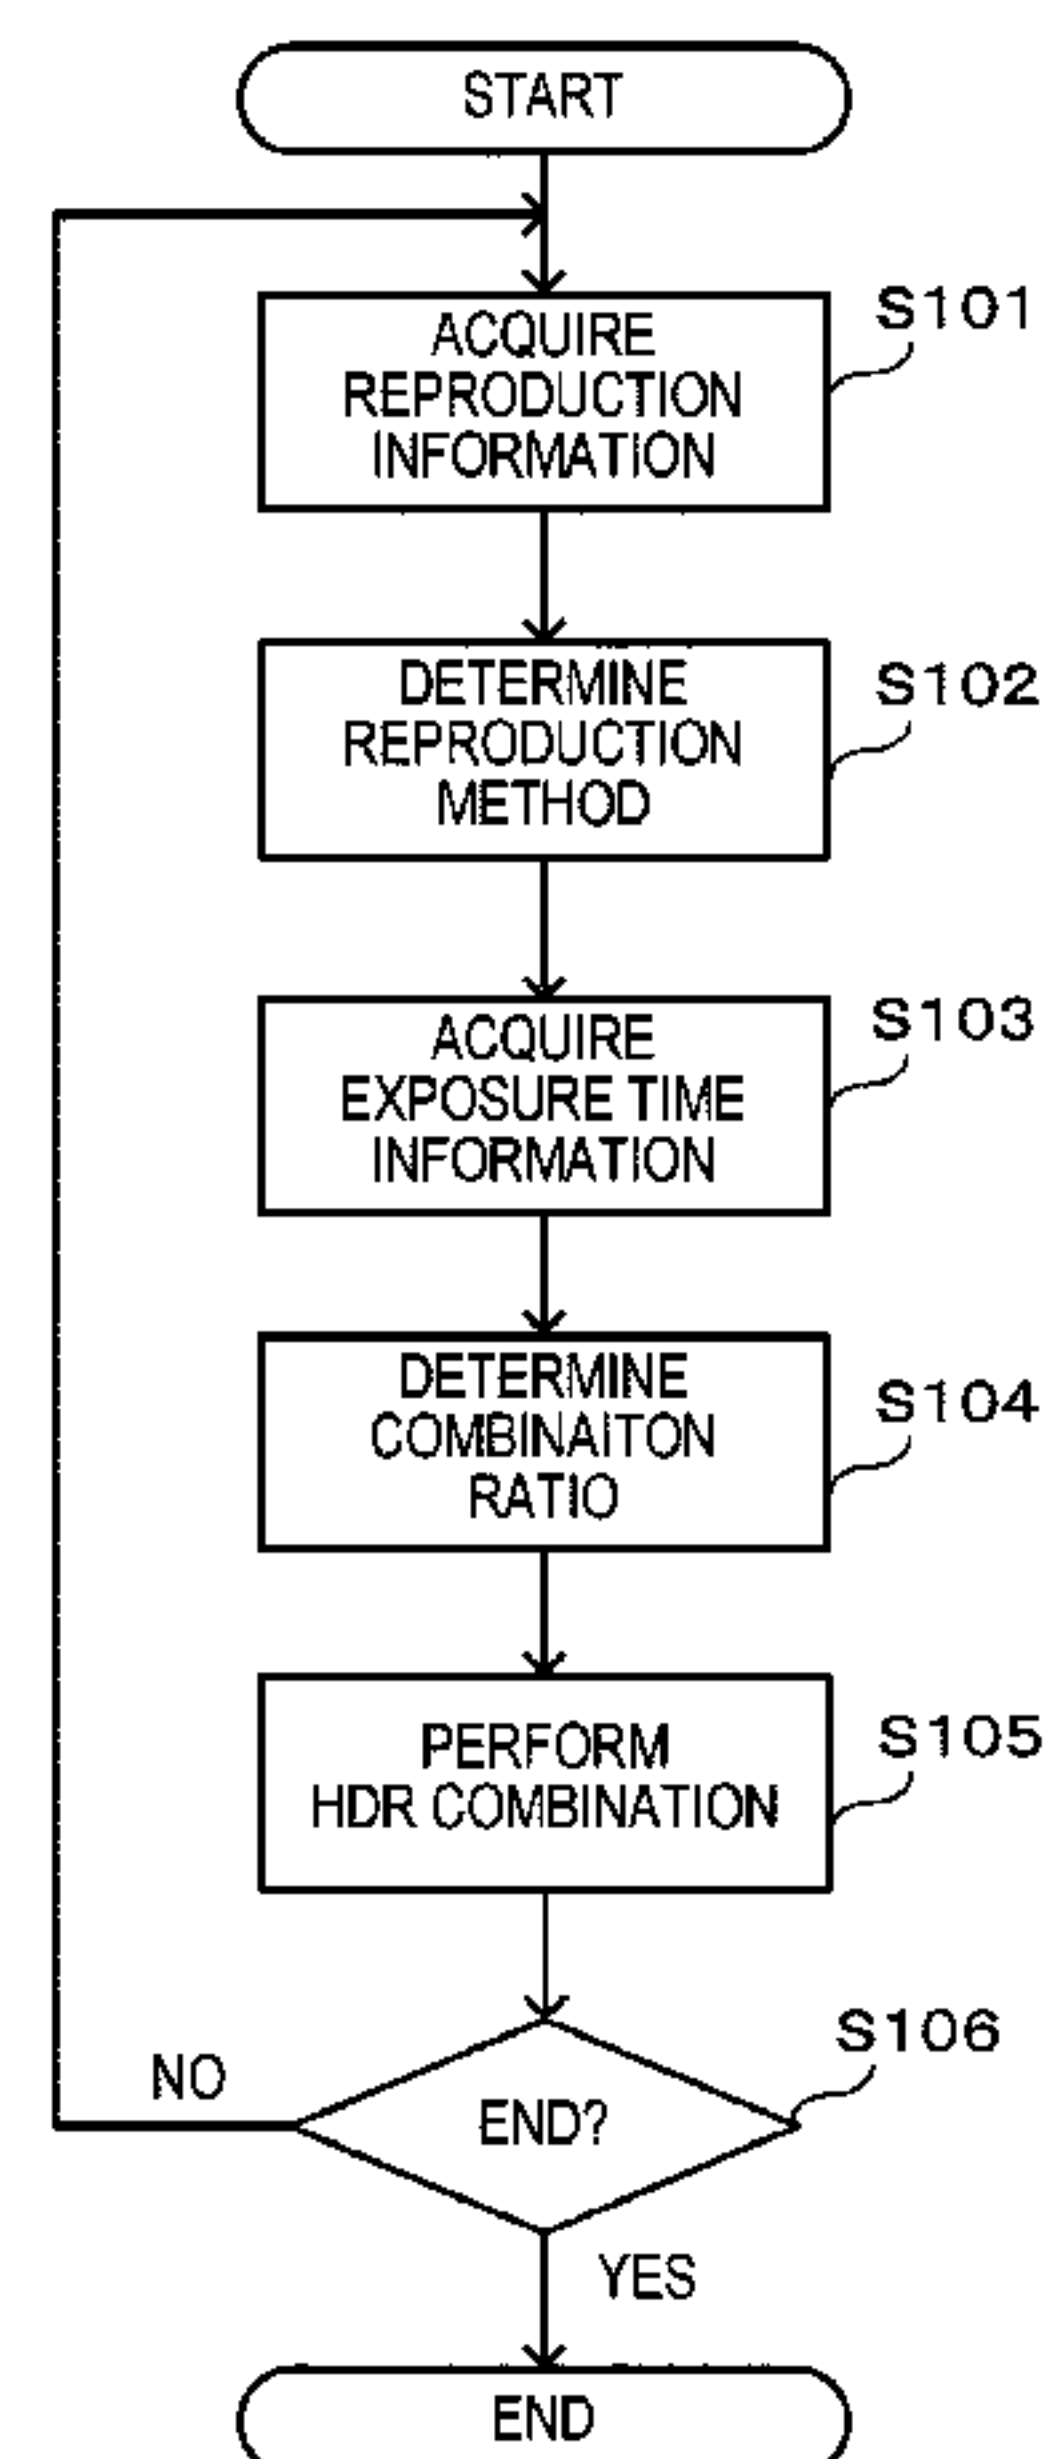 START
ACQUIRE
REPRODUCTION
INFORMATION
S101
DETERMINE
REPRODUCTION
METHOD
S102
ACQUIRE
EXPOSURE TIME
INFORMATION
S103
DETERMINE
COMBINAITON
RATIO
S104
PERFORM
HDR COMBINATION
S105
END?
S106
NO
YES
END